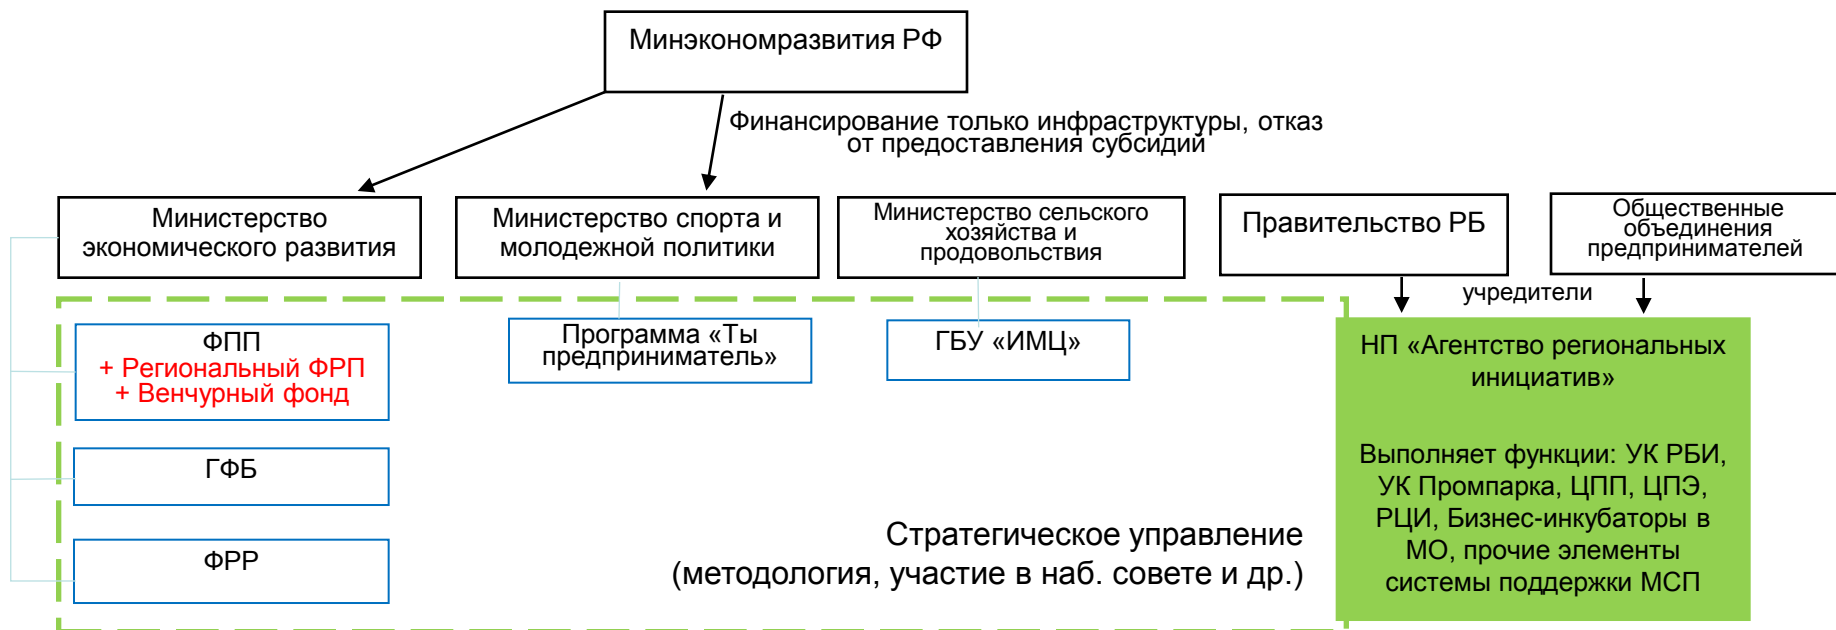 Минэкономразвития РФ
Финансирование только инфраструктуры, отказ
от предоставления субсидий
Министерство
экономического развития
Министерство спорта и
молодежной политики
Министерство сельского
хозяйства и
продовольствия
Правительство РБ
Общественные
объединения
предпринимателей
учредители
ФПП
+ Региональный ФРП
+ Венчурный фонд
Программа «Ты
предприниматель»
ГБУ «ИМЦ»
НП «Агентство региональных
инициатив»
Выполняет функции: УК РБИ,
УК Промпарка, ЦПП, ЦПЭ,
РЦИ, Бизнес-инкубаторы в
МО, прочие элементы
системы поддержки МСП
ГФБ
ФРР
Стратегическое управление
(методология, участие в наб. совете и др.)